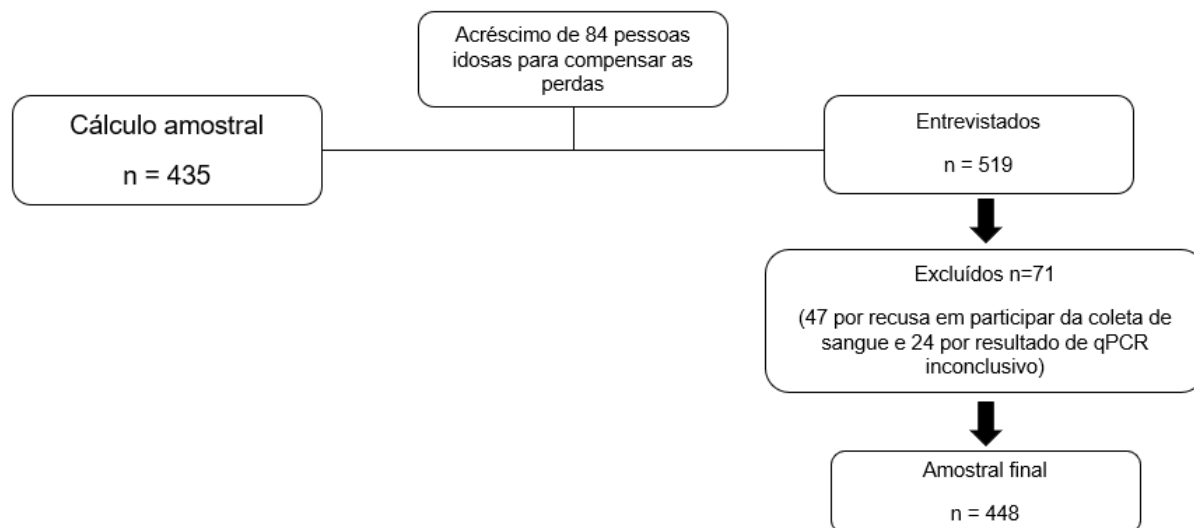 Acréscimo de 84 pessoas
idosas para compensar as
perdas
Cálculo amostral
n = 435
Entrevistados
n = 519
Excluídos n=71
(47 por recusa em participar da coleta de
sangue e 24 por resultado de qPCR
inconclusivo)
Amostral final
n = 448